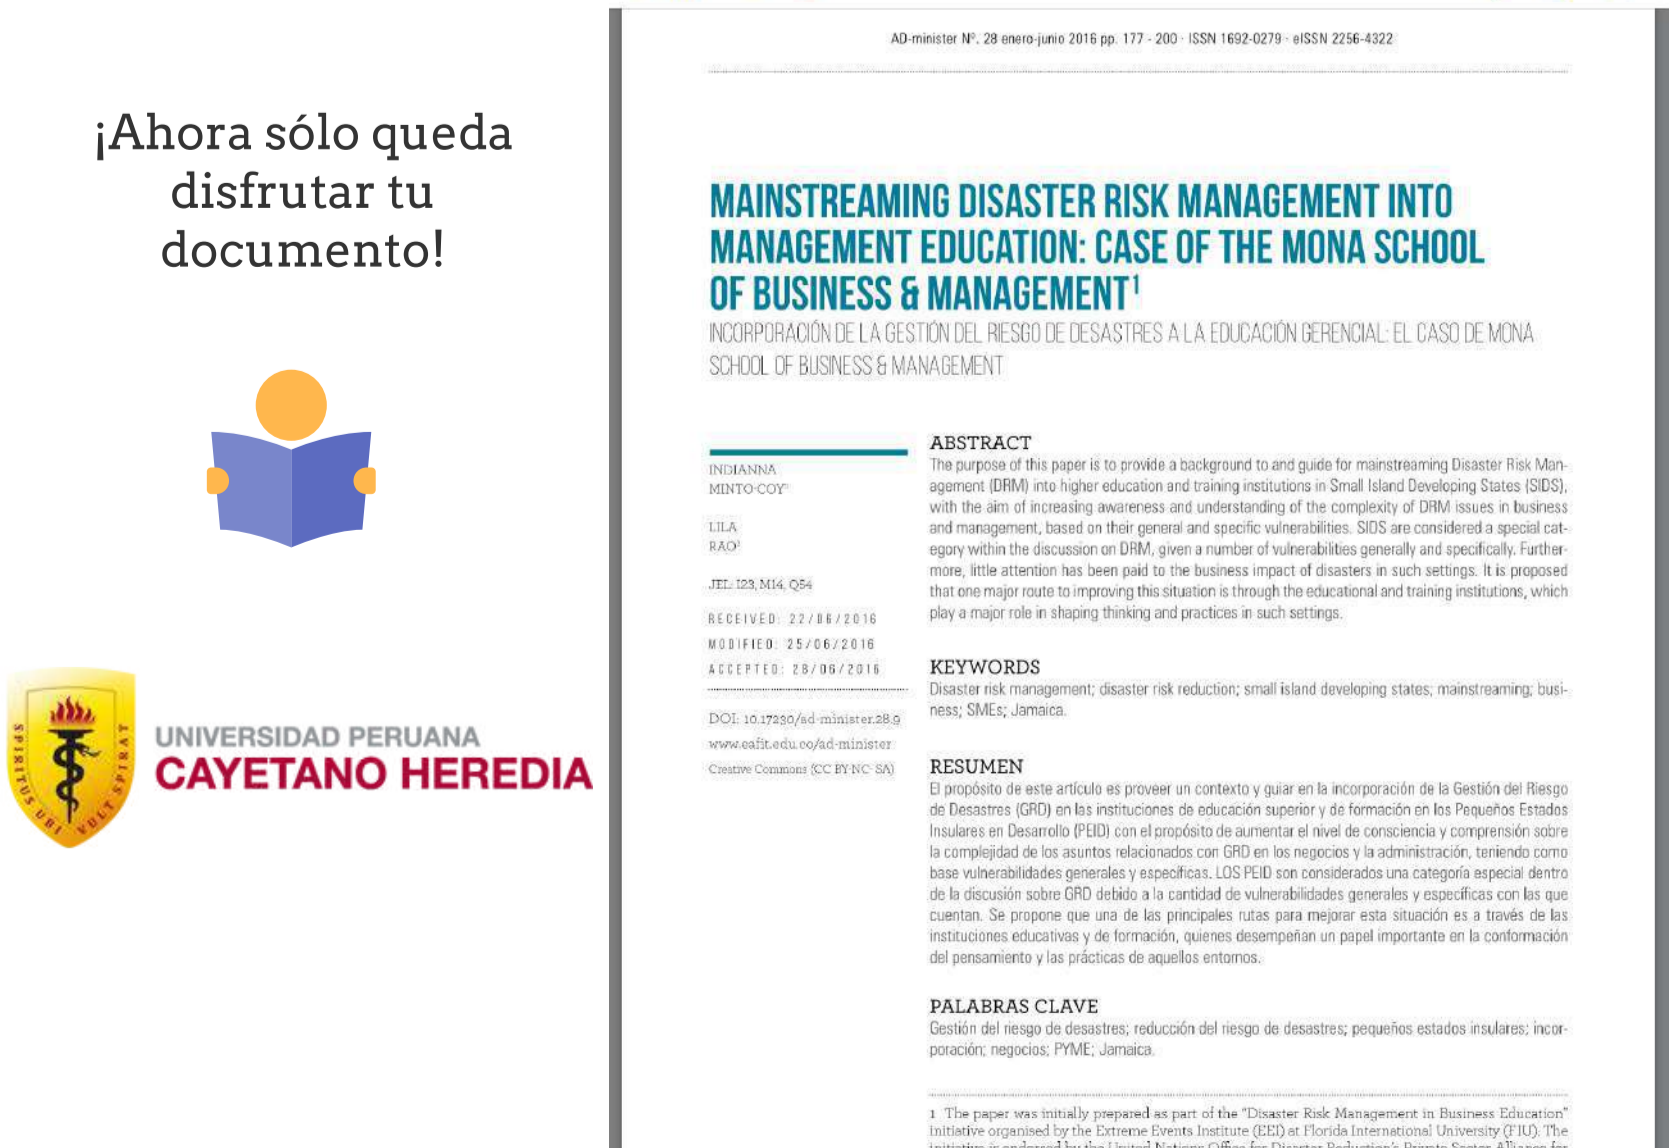 ¡Ahora sólo queda
disfrutar tu
documento!
SPIRITUS UBI VULT SPIRAT
UNIVERSIDAD PERUANA
CAYETANO HEREDIA
AD-minister Nº. 28 enero-junio 2016 pp. 177 - 200 · ISSN 1692-0279 · eISSN 2256-4322
MAINSTREAMING DISASTER RISK MANAGEMENT INTO
MANAGEMENT EDUCATION: CASE OF THE MONA SCHOOL
OF BUSINESS & MANAGEMENT¹
INCORPORACIÓN DE LA GESTIÓN DEL RIESGO DE DESASTRES A LA EDUCACIÓN GERENCIAL: EL CASO DE MONA
SCHOOL OF BUSINESS & MANAGEMENT
INDIANNA
MINTO-COY²
LILA
RAO³
JEL: I23, M14, Q54
RECEIVED: 22/06/2016
MODIFIED: 25/06/2016
ACCEPTED: 28/06/2016
DOI: 10.17230/ad-minister.28.9
www.eafit.edu.co/ad-minister
Creative Commons (CC BY-NC- SA)
ABSTRACT
The purpose of this paper is to provide a background to and guide for mainstreaming Disaster Risk Man-
agement (DRM) into higher education and training institutions in Small Island Developing States (SIDS),
with the aim of increasing awareness and understanding of the complexity of DRM issues in business
and management, based on their general and specific vulnerabilities. SIDS are considered a special cat-
egory within the discussion on DRM, given a number of vulnerabilities generally and specifically. Further-
more, little attention has been paid to the business impact of disasters in such settings. It is proposed
that one major route to improving this situation is through the educational and training institutions, which
play a major role in shaping thinking and practices in such settings.
KEYWORDS
Disaster risk management; disaster risk reduction; small island developing states; mainstreaming; busi-
ness; SMEs; Jamaica.
RESUMEN
El propósito de este artículo es proveer un contexto y guiar en la incorporación de la Gestión del Riesgo
de Desastres (GRD) en las instituciones de educación superior y de formación en los Pequeños Estados
Insulares en Desarrollo (PEID) con el propósito de aumentar el nivel de consciencia y comprensión sobre
la complejidad de los asuntos relacionados con GRD en los negocios y la administración, teniendo como
base vulnerabilidades generales y específicas. LOS PEID son considerados una categoría especial dentro
de la discusión sobre GRD debido a la cantidad de vulnerabilidades generales y específicas con las que
cuentan. Se propone que una de las principales rutas para mejorar esta situación es a través de las
instituciones educativas y de formación, quienes desempeñan un papel importante en la conformación
del pensamiento y las prácticas de aquellos entornos.
PALABRAS CLAVE
Gestión del riesgo de desastres; reducción del riesgo de desastres; pequeños estados insulares; incor-
poración; negocios; PYME; Jamaica.
1 The paper was initially prepared as part of the "Disaster Risk Management in Business Education"
initiative organised by the Extreme Events Institute (EEI) at Florida International University (FIU). The
initiative is endorsed by the United Nations Office for Disaster Reduction's Private Sector Alliance for